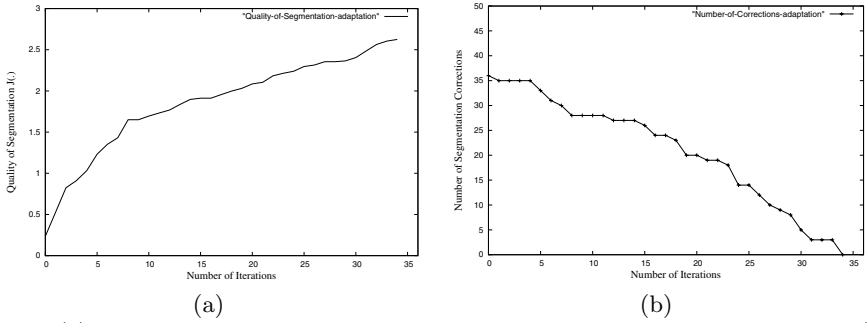 3
2.5
2
1.5
1
0.5
0
0 5 10 15 20 25 30 35
Quality of Segmentation J(.)
Number of Iterations
"Quality-of-Segmentation-adaptation"
(a)
50
45
40
35
30
25
20
15
10
5
0
0 5 10 15 20 25 30 35
Number of Segmentation Corrections
Number of Iterations
"Number-of-Corrections-adaptation"
(b)